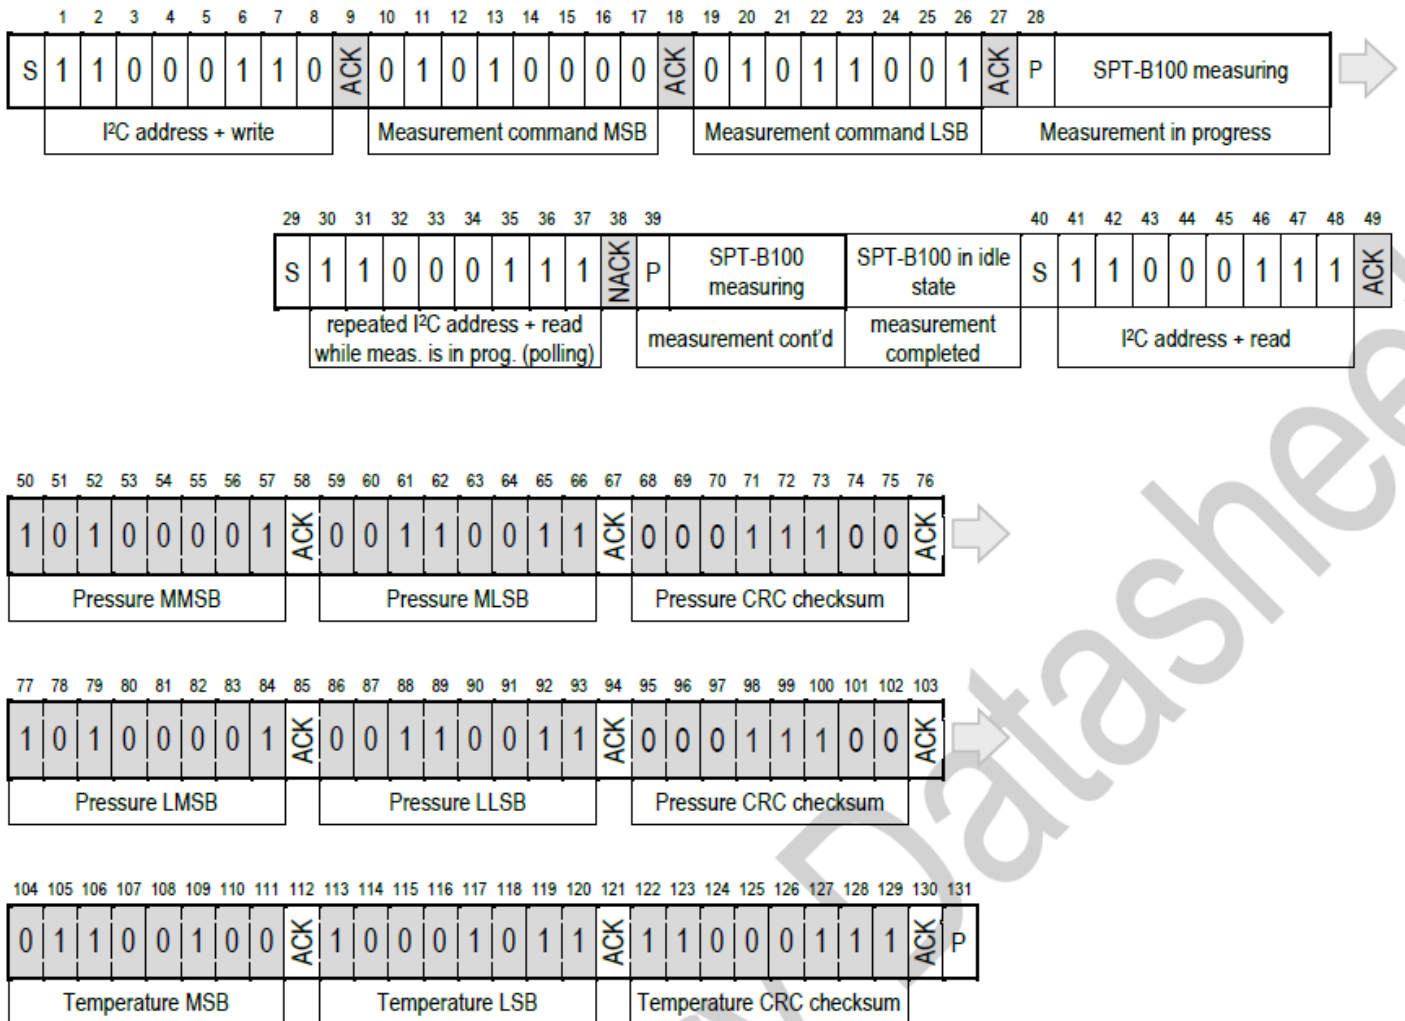 1 2 3 4 5 6 7 8 9 10 11 12 13 14 15 16 17 18 19 20 21 22 23 24 25 26 27 28
S 1 1 0 0 0 1 1 0 ACK 0 1 0 1 0 0 0 0 ACK 0 1 0 1 1 0 0 1 ACK P SPT-B100 measuring
I²C address + write Measurement command MSB Measurement command LSB Measurement in progress
29 30 31 32 33 34 35 36 37 38 39 40 41 42 43 44 45 46 47 48 49
S 1 1 0 0 0 1 1 1 NACK P SPT-B100 measuring SPT-B100 in idle state S 1 1 0 0 0 1 1 1 ACK
repeated I²C address + read
while meas. is in prog. (polling)
measurement cont'd
measurement
completed
I²C address + read
50 51 52 53 54 55 56 57 58 59 60 61 62 63 64 65 66 67 68 69 70 71 72 73 74 75 76
1 0 1 0 0 0 0 1 ACK 0 0 1 1 0 0 1 1 ACK 0 0 0 1 1 1 0 0 ACK
Pressure MMSB Pressure MLSB Pressure CRC checksum
77 78 79 80 81 82 83 84 85 86 87 88 89 90 91 92 93 94 95 96 97 98 99 100 101 102 103
1 0 1 0 0 0 0 1 ACK 0 0 1 1 0 0 1 1 ACK 0 0 0 1 1 1 0 0 ACK
Pressure LMSB Pressure LLSB Pressure CRC checksum
104 105 106 107 108 109 110 111 112 113 114 115 116 117 118 119 120 121 122 123 124 125 126 127 128 129 130 131
0 1 1 0 0 1 0 0 ACK 1 0 0 0 1 0 1 1 ACK 1 1 0 0 0 1 1 1 ACK P
Temperature MSB Temperature LSB Temperature CRC checksum
Datashee